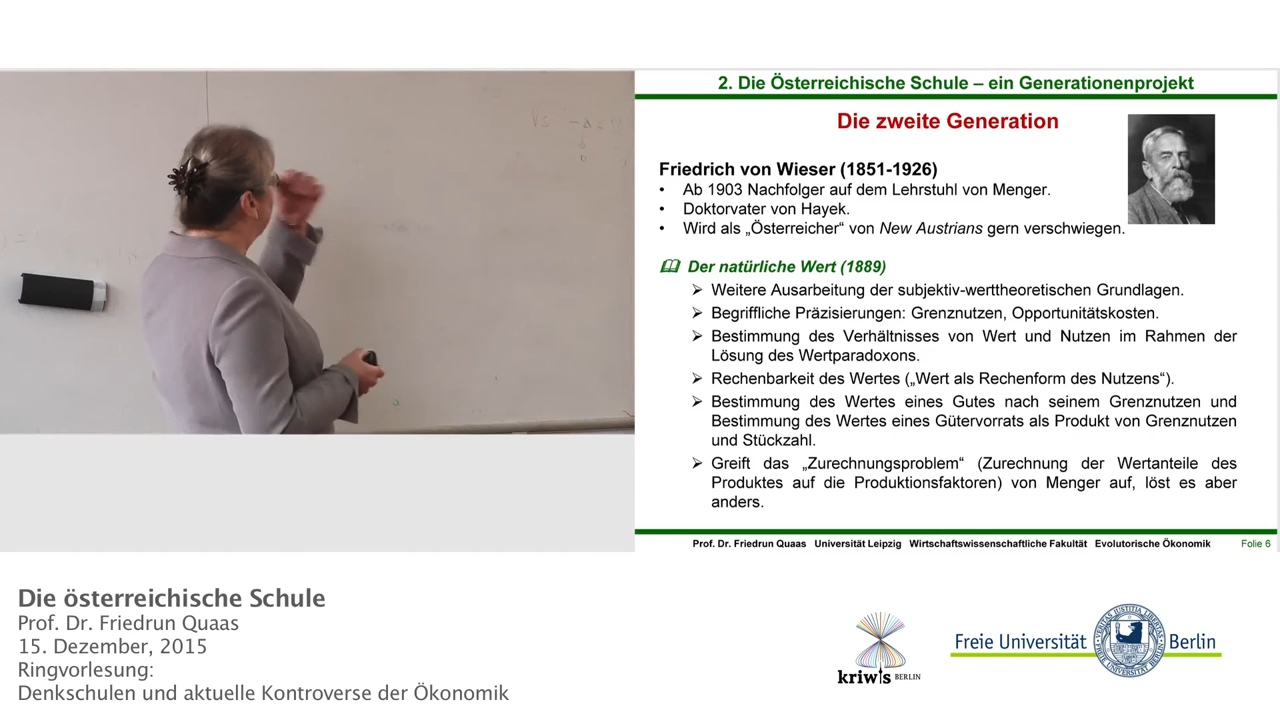 2. Die Österreichische Schule – ein Generationenprojekt
Die zweite Generation
Friedrich von Wieser (1851-1926)
• Ab 1903 Nachfolger auf dem Lehrstuhl von Menger.
• Doktorvater von Hayek.
• Wird als „Österreicher“ von New Austrians gern verschwiegen.
Der natürliche Wert (1889)
➢ Weitere Ausarbeitung der subjektiv-werttheoretischen Grundlagen.
➢ Begriffliche Präzisierungen: Grenznutzen, Opportunitätskosten.
➢ Bestimmung des Verhältnisses von Wert und Nutzen im Rahmen der
Lösung des Wertparadoxons.
➢ Rechenbarkeit des Wertes („Wert als Rechenform des Nutzens“).
➢ Bestimmung des Wertes eines Gutes nach seinem Grenznutzen und
Bestimmung des Wertes eines Gütervorrats als Produkt von Grenznutzen
und Stückzahl.
➢ Greift das „Zurechnungsproblem“ (Zurechnung der Wertanteile des
Produktes auf die Produktionsfaktoren) von Menger auf, löst es aber
anders.
Prof. Dr. Friedrun Quaas Universität Leipzig Wirtschaftswissenschaftliche Fakultät Evolutorische Ökonomik Folie 6
Die österreichische Schule
Prof. Dr. Friedrun Quaas
15. Dezember, 2015
Ringvorlesung:
Denkschulen und aktuelle Kontroverse der Ökonomik
kriwis BERLIN
Freie Universität Berlin